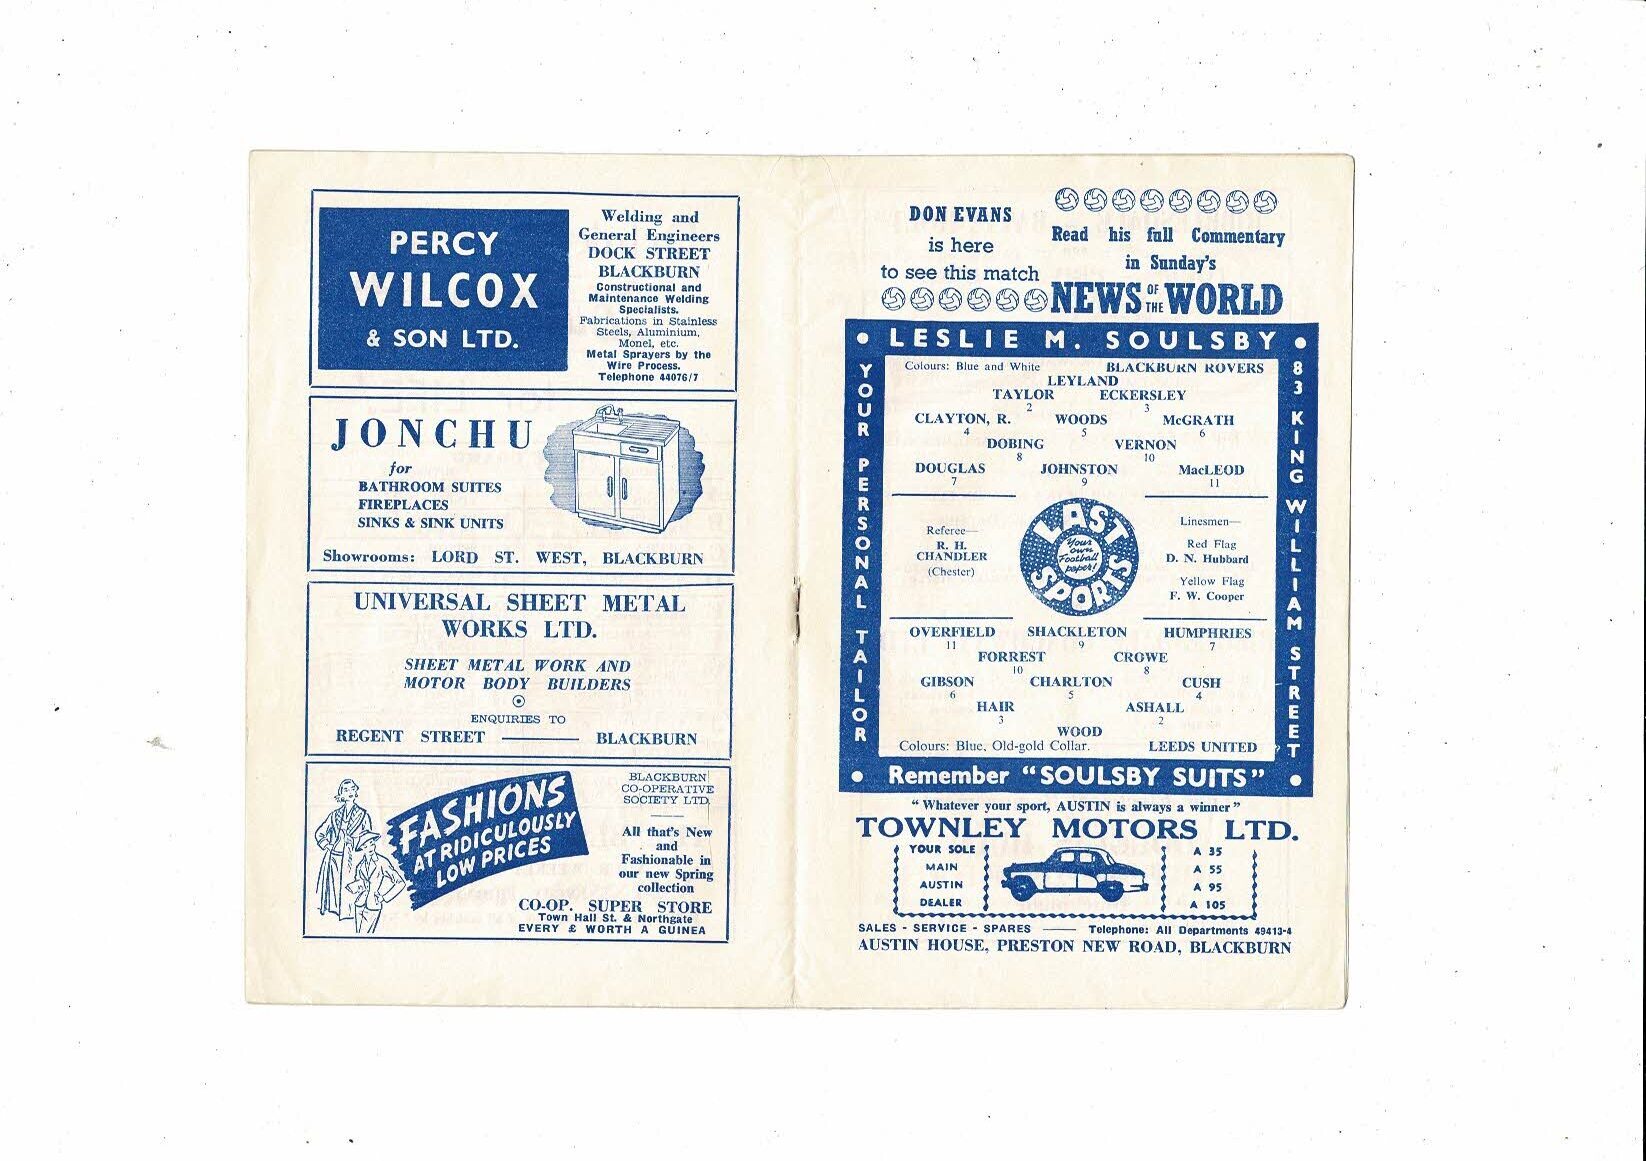 PERCY
WILCOX
& SON LTD.
Welding and
General Engineers
DOCK STREET
BLACKBURN
Constructional and
Maintenance Welding
Specialists.
Fabrications in Stainless
Steels, Aluminium,
Monel, etc.
Metal Sprayers by the
Wire Process.
Telephone 44076/7
JONCHU
for
BATHROOM SUITES
FIREPLACES
SINKS & SINK UNITS
Showrooms: LORD ST. WEST, BLACKBURN
UNIVERSAL SHEET METAL
WORKS LTD.
SHEET METAL WORK AND
MOTOR BODY BUILDERS
ENQUIRIES TO
REGENT STREET BLACKBURN
FASHIONS
AT RIDICULOUSLY
LOW PRICES
BLACKBURN
CO-OPERATIVE
SOCIETY LTD.
All that's New
and
Fashionable in
our new Spring
collection
CO-OP. SUPER STORE
Town Hall St. & Northgate
EVERY £ WORTH A GUINEA
DON EVANS
is here
to see this match
Read his full Commentary
in Sunday's
NEWS OF THE WORLD
LESLIE M. SOULSBY
YOUR PERSONAL TAILOR
83 KING WILLIAM STREET
Colours: Blue and White BLACKBURN ROVERS
LEYLAND
TAYLOR ECKERSLEY
2 3
CLAYTON, R. WOODS McGRATH
4 5 6
DOBING VERNON
8 10
DOUGLAS JOHNSTON MacLEOD
7 9 11
Referee—
R. H.
CHANDLER
(Chester)
LAST
Your
own
Football
paper!
SPORTS
Linesmen—
Red Flag
D. N. Hubbard
Yellow Flag
F. W. Cooper
OVERFIELD SHACKLETON HUMPHRIES
11 9 7
FORREST CROWE
10 8
GIBSON CHARLTON CUSH
6 5 4
HAIR ASHALL
3 2
WOOD
Colours: Blue, Old-gold Collar. LEEDS UNITED
Remember "SOULSBY SUITS"
"Whatever your sport, AUSTIN is always a winner"
TOWNLEY MOTORS LTD.
YOUR SOLE
MAIN
AUSTIN
DEALER
A 35
A 55
A 95
A 105
SALES - SERVICE - SPARES —— Telephone: All Departments 49413-4
AUSTIN HOUSE, PRESTON NEW ROAD, BLACKBURN